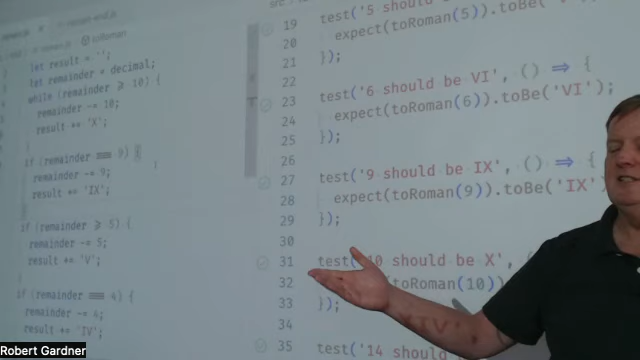 toRoman
let result = '';
let remainder = decimal;
while (remainder ≥ 10) {
remainder -= 10;
result += 'X';
if (remainder === 9) {
remainder -= 9;
result += 'IX';
if (remainder ≥ 5) {
remainder -= 5;
result += 'V';
if (remainder === 4) {
remainder -= 4;
result += 'IV';
19 test('5 should
20 expect(toRoman(5)).toBe(
21 });
22 test('6 should be VI', () ⇒ {
23
24 expect(toRoman(6)).toBe('VI');
25 });
26
27 test('9 should be IX', () ⇒ {
28 expect(toRoman(9)).toBe('IX')
29 });
30
31 test('10 should be X',
32 toRoman(10))
33 });
34
35 test('14 should
Robert Gardner